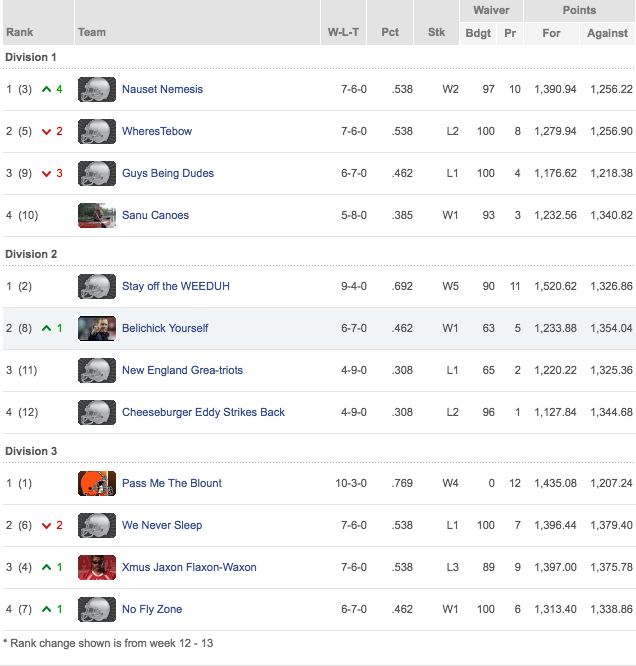 Waiver Points
Rank Team W-L-T Pct Stk Bdgt Pr For Against
Division 1
1 (3) 4 Nauset Nemesis 7-6-0 .538 W2 97 10 1,390.94 1,256.22
2 (5) 2 WheresTebow 7-6-0 .538 L2 100 8 1,279.94 1,256.90
3 (9) 3 Guys Being Dudes 6-7-0 .462 L1 100 4 1,176.62 1,218.38
4 (10) Sanu Canoes 5-8-0 .385 W1 93 3 1,232.56 1,340.82
Division 2
1 (2) Stay off the WEEDUH 9-4-0 .692 W5 90 11 1,520.62 1,326.86
2 (8) 1 Belichick Yourself 6-7-0 .462 W1 63 5 1,233.88 1,354.04
3 (11) New England Grea-triots 4-9-0 .308 L1 65 2 1,220.22 1,325.36
4 (12) Cheeseburger Eddy Strikes Back 4-9-0 .308 L2 96 1 1,127.84 1,344.68
Division 3
1 (1) Pass Me The Blount 10-3-0 .769 W4 0 12 1,435.08 1,207.24
2 (6) 2 We Never Sleep 7-6-0 .538 L1 100 7 1,396.44 1,379.40
3 (4) 1 Xmus Jaxon Flaxon-Waxon 7-6-0 .538 L3 89 9 1,397.00 1,375.78
4 (7) 1 No Fly Zone 6-7-0 .462 W1 100 6 1,313.40 1,338.86
* Rank change shown is from week 12 - 13